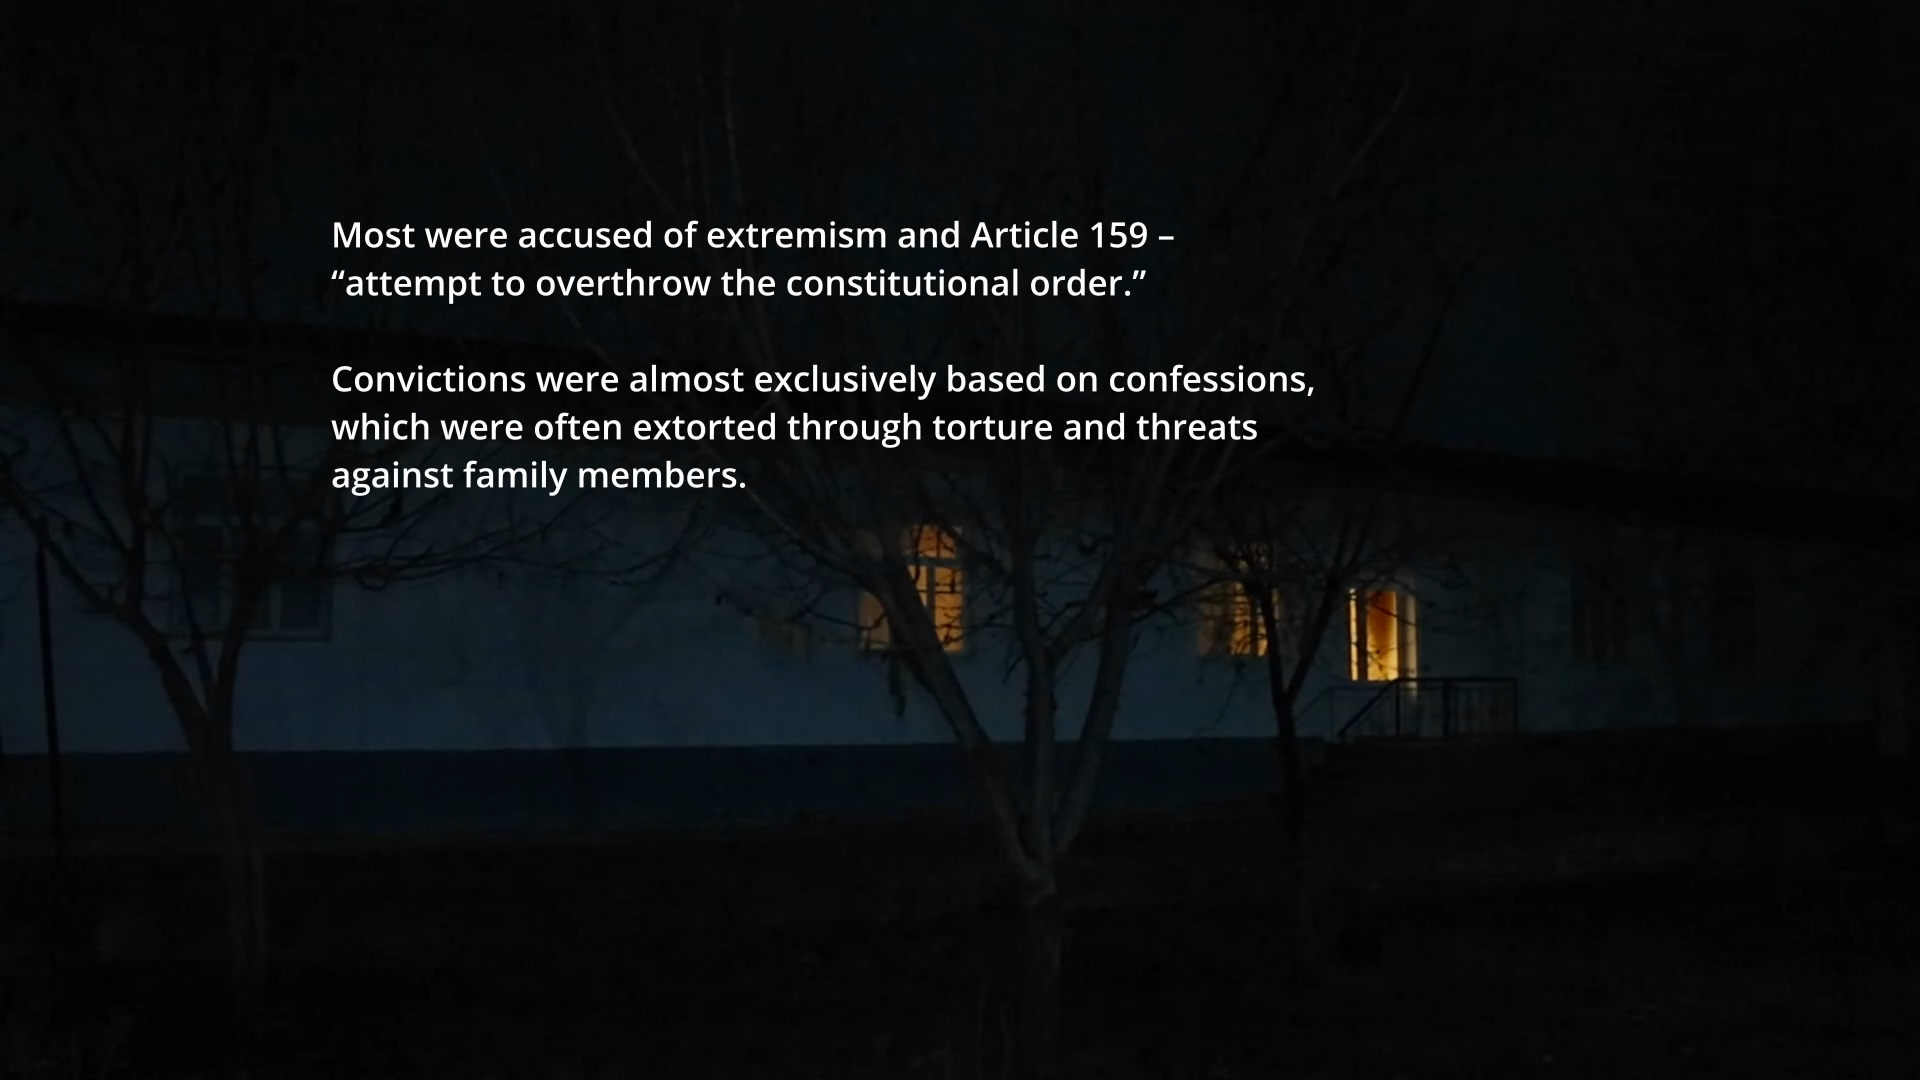 Most were accused of extremism and Article 159 –
“attempt to overthrow the constitutional order.”
Convictions were almost exclusively based on confessions,
which were often extorted through torture and threats
against family members.